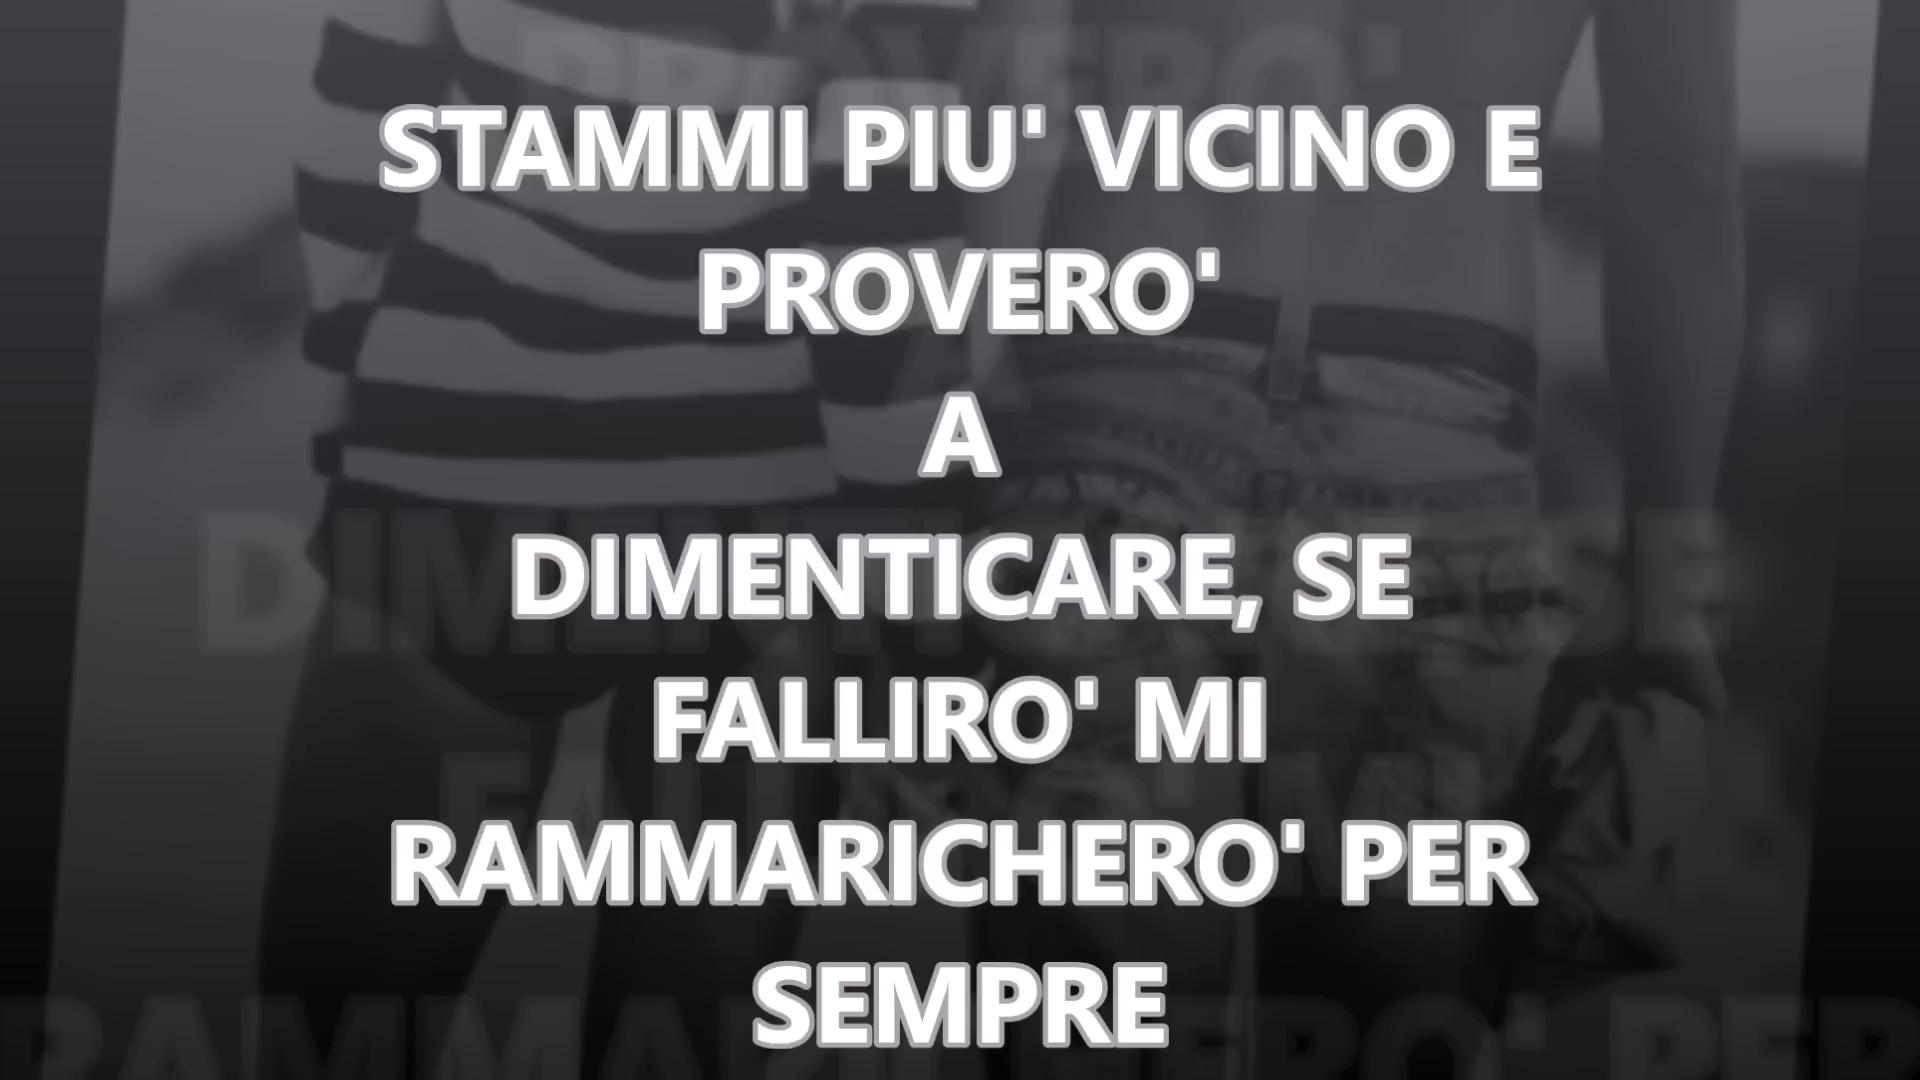 STAMMI PIU' VICINO E
PROVERO'
A
DIMENTICARE, SE
FALLIRO' MI
RAMMARICHERO' PER
SEMPRE